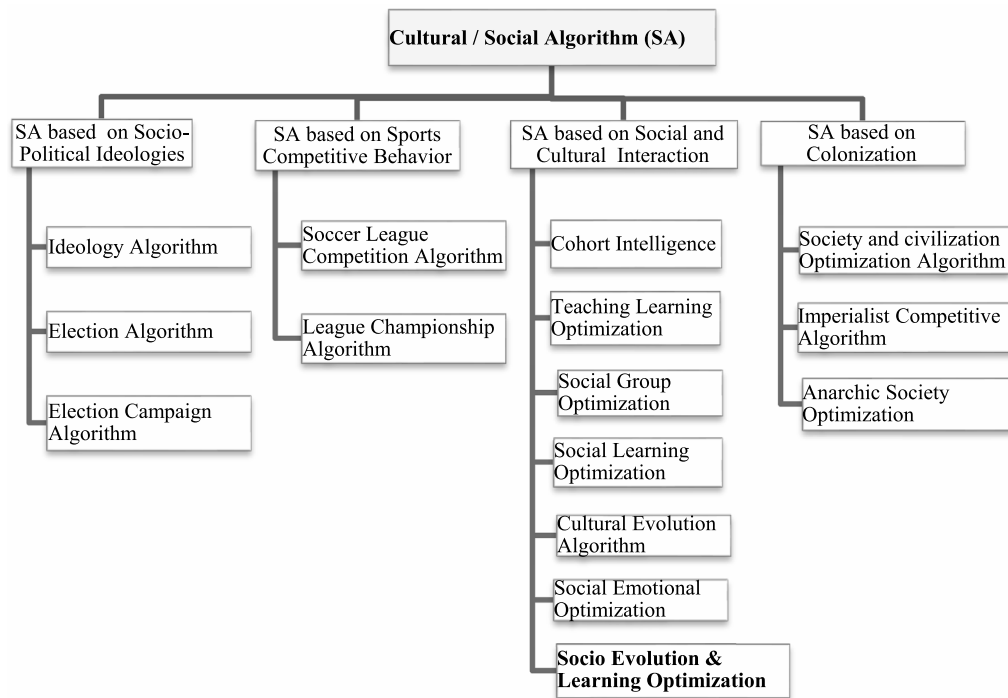 Cultural / Social Algorithm (SA)
SA based on Socio-
Political Ideologies
Ideology Algorithm
Election Algorithm
Election Campaign
Algorithm
SA based on Sports
Competitive Behavior
Soccer League
Competition Algorithm
League Championship
Algorithm
SA based on Social and
Cultural Interaction
Cohort Intelligence
Teaching Learning
Optimization
Social Group
Optimization
Social Learning
Optimization
Cultural Evolution
Algorithm
Social Emotional
Optimization
Socio Evolution &
Learning Optimization
SA based on
Colonization
Society and civilization
Optimization Algorithm
Imperialist Competitive
Algorithm
Anarchic Society
Optimization